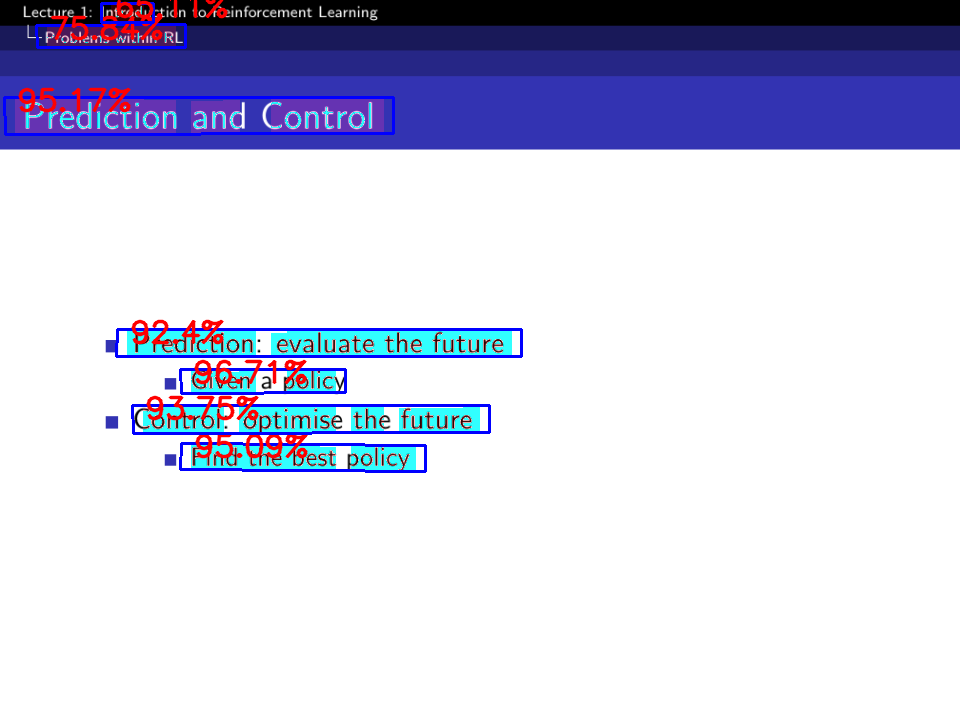 Lecture 1: Introduction to Reinforcement Learning
65.11%
75.84%
Problems within RL
95.17%
Prediction and Control
92.4%
Prediction: evaluate the future
96.71%
Given a policy
93.75%
Control: optimise the future
95.09%
Find the best policy